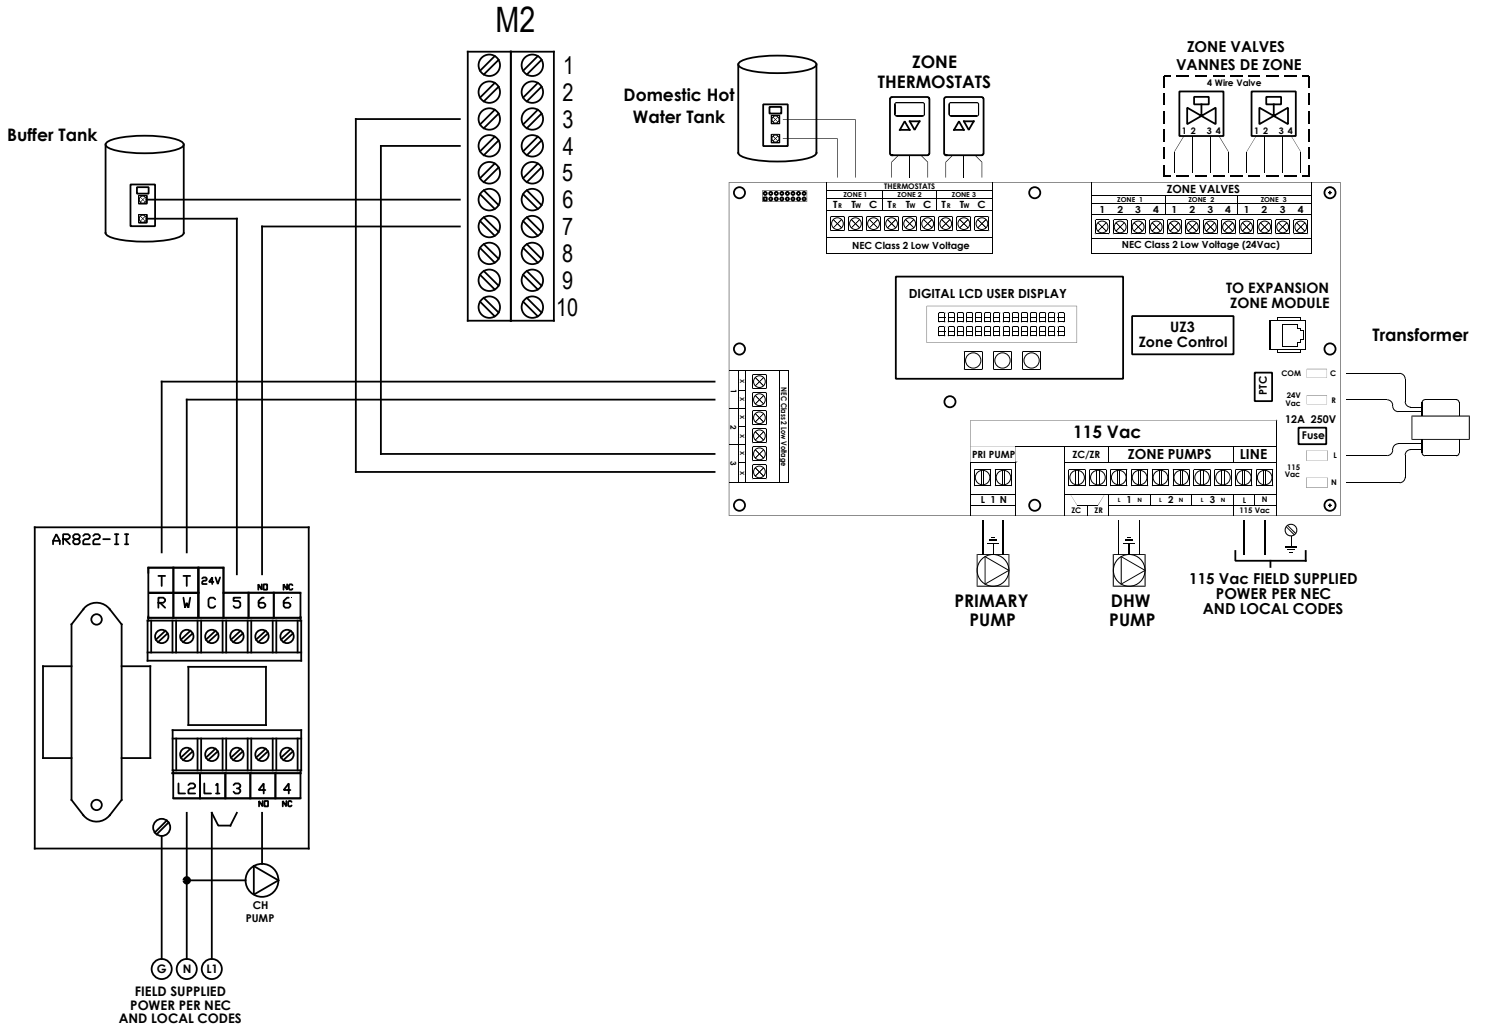 M2
1
2
3
4
5
6
7
8
9
10
Buffer Tank
Domestic Hot
Water Tank
ZONE
THERMOSTATS
ZONE VALVES
VANNES DE ZONE
4 Wire Valve
1 2 3 4
1 2 3 4
THERMOSTATS
ZONE 1 ZONE 2 ZONE 3
TR TW C TR TW C TR TW C
NEC Class 2 Low Voltage
ZONE VALVES
ZONE 1 ZONE 2 ZONE 3
1 2 3 4 1 2 3 4 1 2 3 4
NEC Class 2 Low Voltage (24Vac)
DIGITAL LCD USER DISPLAY
UZ3
Zone Control
TO EXPANSION
ZONE MODULE
Transformer
PTC
COM C
24V
Vac
R
12A 250V
Fuse
L
115
Vac
N
X 1 X
X 2 X
X 3 X
NEC Class 2 Low Voltage
115 Vac
PRI PUMP
ZC/ZR
ZONE PUMPS
LINE
L 1 N
L 1 N
L 2 N
L 3 N
L N
ZC ZR
115 Vac
PRIMARY
PUMP
DHW
PUMP
115 Vac FIELD SUPPLIED
POWER PER NEC
AND LOCAL CODES
AR822-II
T T 24V
NO NC
R W C 5 6 6
L2 L1 3 4 4
NO NC
CH
PUMP
G N L1
FIELD SUPPLIED
POWER PER NEC
AND LOCAL CODES